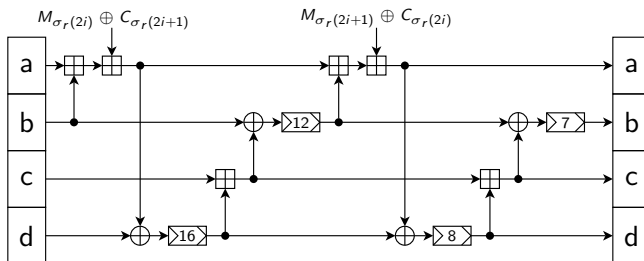 M_{σ_r(2i)} ⊕ C_{σ_r(2i+1)} M_{σ_r(2i+1)} ⊕ C_{σ_r(2i)}
a a
b 12 7 b
c c
d 16 8 d